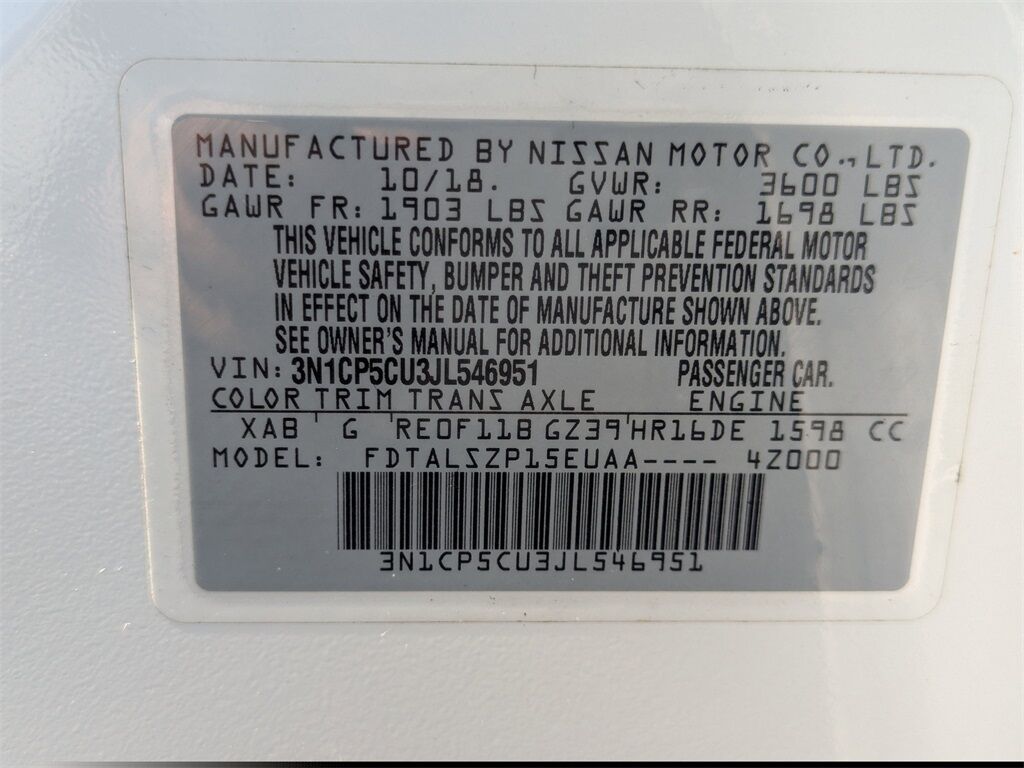 MANUFACTURED BY NISSAN MOTOR CO., LTD.
DATE: 10/18. GVWR: 3600 LBS
GAWR FR: 1903 LBS GAWR RR: 1698 LBS
THIS VEHICLE CONFORMS TO ALL APPLICABLE FEDERAL MOTOR
VEHICLE SAFETY, BUMPER AND THEFT PREVENTION STANDARDS
IN EFFECT ON THE DATE OF MANUFACTURE SHOWN ABOVE.
SEE OWNER'S MANUAL FOR ADDITIONAL INFORMATION.
VIN: 3N1CP5CU3JL546951 PASSENGER CAR.
COLOR TRIM TRANS AXLE ENGINE
XAB G RE0F11B GZ39 HR16DE 1598 CC
MODEL: FDTALSZP15EUAA---- 4Z000
3N1CP5CU3JL546951